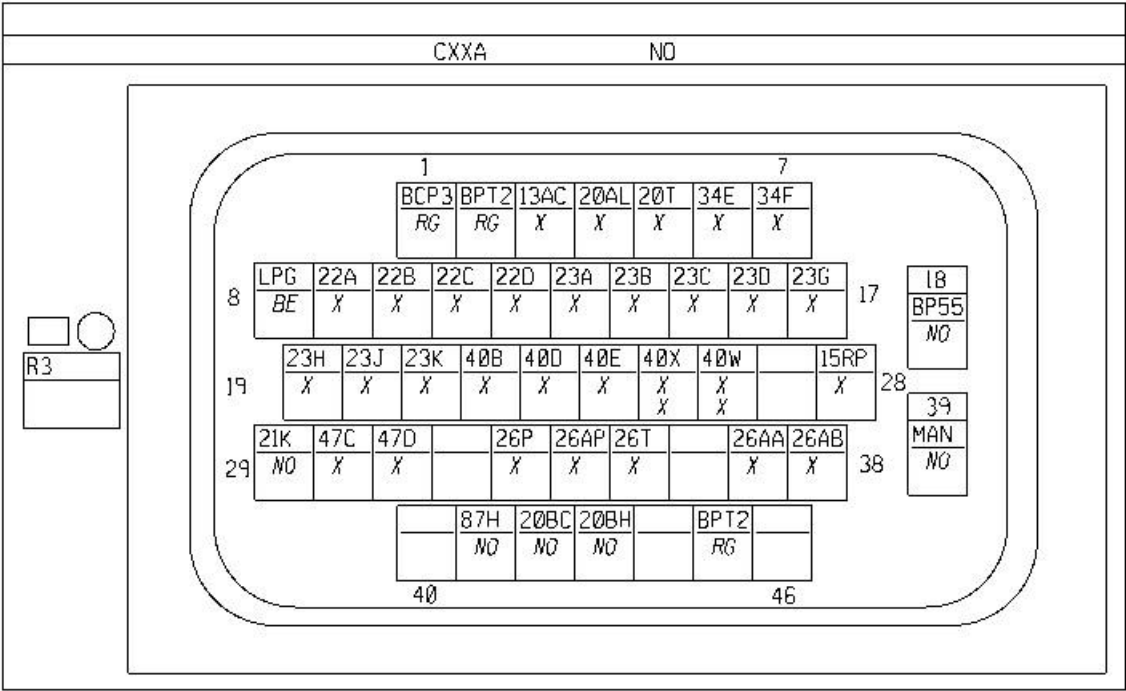 CXXA NO
1 7
BCP3 BPT2 13AC 20AL 20T 34E 34F
RG RG X X X X X
8 LPG 22A 22B 22C 22D 23A 23B 23C 23D 23G 17
BE X X X X X X X X X
18
BP55
NO
R3
19 23H 23J 23K 40B 40D 40E 40X 40W 15RP 28
X X X X X X X X X
X X
39
MAN
NO
29 21K 47C 47D 26P 26AP 26T 26AA 26AB 38
NO X X X X X X X
87H 20BC 20BH BPT2
NO NO NO RG
40 46